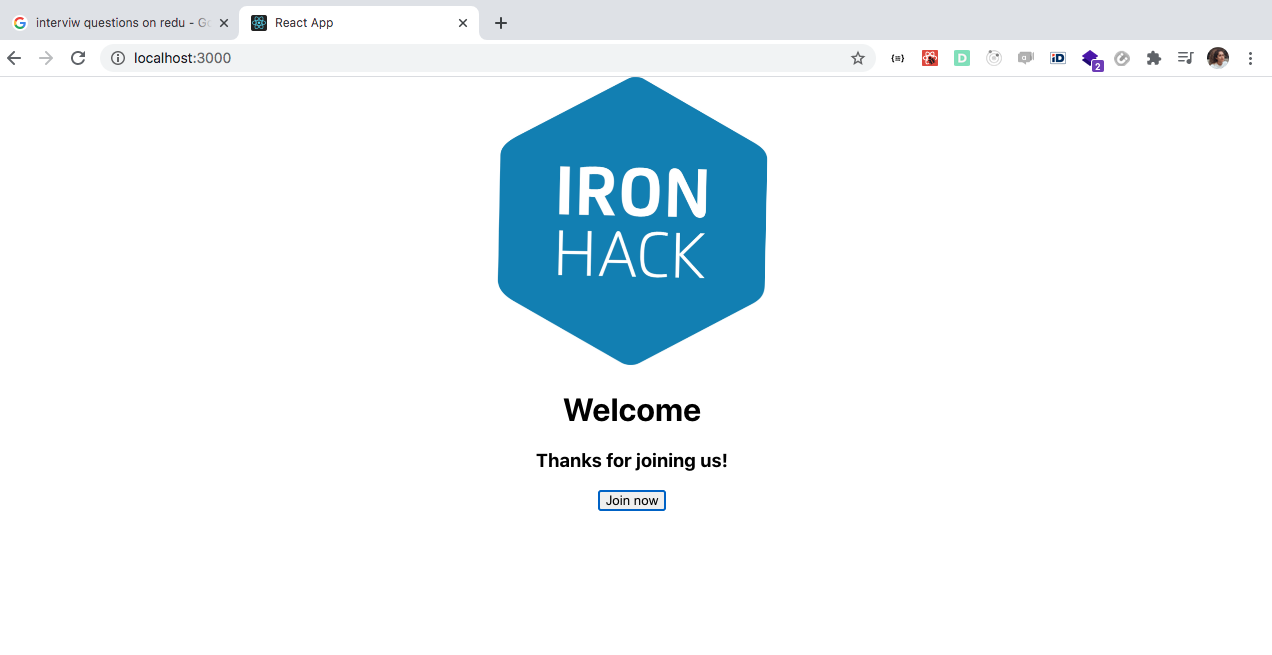 interviw questions on redu - Go
React App
localhost:3000
D
iD
2
IRON
HACK
Welcome
Thanks for joining us!
Join now